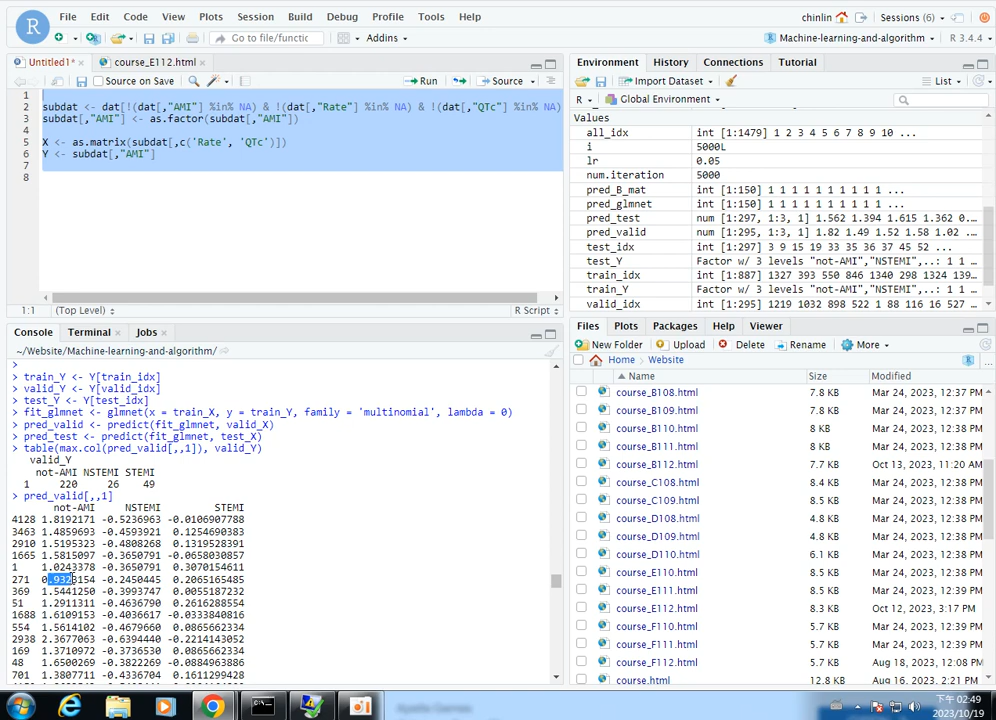 File Edit Code View Plots Session Build Debug Profile Tools Help
chinlin Sessions (6)
Go to file/functic Addins
Machine-learning-and-algorithm R 3.4.4
Untitled1* course_E112.html
Source on Save Run Source
1
2 subdat <- dat[!(dat[,"AMI"] %in% NA) & !(dat[,"Rate"] %in% NA) & !(dat[,"QTc"] %in% NA)
3 subdat[,"AMI"] <- as.factor(subdat[,"AMI"])
4
5 X <- as.matrix(subdat[,c('Rate', 'QTc')])
6 Y <- subdat[,"AMI"]
7
8
1:1 (Top Level) R Script
Console Terminal Jobs
~/Website/Machine-learning-and-algorithm/
>
> train_Y <- Y[train_idx]
> valid_Y <- Y[valid_idx]
> test_Y <- Y[test_idx]
> fit_glmnet <- glmnet(x = train_X, y = train_Y, family = 'multinomial', lambda = 0)
> pred_valid <- predict(fit_glmnet, valid_X)
> pred_test <- predict(fit_glmnet, test_X)
> table(max.col(pred_valid[,,1]), valid_Y)
valid_Y
not-AMI NSTEMI STEMI
1 220 26 49
> pred_valid[,,1]
not-AMI NSTEMI STEMI
4128 1.8192171 -0.5236963 -0.0106907788
3463 1.4859693 -0.4593921 0.1254690383
2910 1.5195323 -0.4808268 0.1319528391
1665 1.5815097 -0.3650791 -0.0658030857
1 1.0243378 -0.3650791 0.3070154611
271 0.9323154 -0.2450445 0.2065165485
369 1.5441250 -0.3993747 0.0055187232
51 1.2911311 -0.4636790 0.2616288554
1688 1.6109153 -0.4036617 -0.0333840816
554 1.5614102 -0.4679660 0.0865662334
2938 2.3677063 -0.6394440 -0.2214143052
169 1.3710972 -0.3736530 0.0865662334
48 1.6500269 -0.3822269 -0.0884963886
701 1.3807711 -0.4336704 0.1611299428
Environment History Connections Tutorial
Import Dataset List
R Global Environment
Values
all_idx int [1:1479] 1 2 3 4 5 6 7 8 9 10 ...
i 5000L
lr 0.05
num.iteration 5000
pred_B_mat int [1:150] 1 1 1 1 1 1 1 1 1 1 ...
pred_glmnet int [1:150] 1 1 1 1 1 1 1 1 1 1 ...
pred_test num [1:297, 1:3, 1] 1.562 1.394 1.615 1.362 0...
pred_valid num [1:295, 1:3, 1] 1.82 1.49 1.52 1.58 1.02 ...
test_idx int [1:297] 3 9 15 19 33 35 36 37 45 52 ...
test_Y Factor w/ 3 levels "not-AMI","NSTEMI",..: 1 1 ...
train_idx int [1:887] 1327 393 550 846 1340 298 1324 139...
train_Y Factor w/ 3 levels "not-AMI","NSTEMI",..: 1 1 ...
valid_idx int [1:295] 1219 1032 898 522 1 88 116 16 527 ...
Files Plots Packages Help Viewer
New Folder Upload Delete Rename More
Home Website
Name Size Modified
course_B108.html 7.8 KB Mar 24, 2023, 12:37 PM
course_B109.html 7.8 KB Mar 24, 2023, 12:37 PM
course_B110.html 8 KB Mar 24, 2023, 12:37 PM
course_B111.html 8 KB Mar 24, 2023, 12:37 PM
course_B112.html 7.7 KB Oct 13, 2023, 11:20 AM
course_C108.html 8.4 KB Mar 24, 2023, 12:38 PM
course_C109.html 8.5 KB Mar 24, 2023, 12:38 PM
course_D108.html 4.8 KB Mar 24, 2023, 12:38 PM
course_D109.html 4.8 KB Mar 24, 2023, 12:38 PM
course_D110.html 6.1 KB Mar 24, 2023, 12:38 PM
course_E110.html 8.5 KB Mar 24, 2023, 12:38 PM
course_E111.html 8.5 KB Mar 24, 2023, 12:39 PM
course_E112.html 8.3 KB Oct 12, 2023, 3:17 PM
course_F110.html 5.7 KB Mar 24, 2023, 12:39 PM
course_F111.html 5.7 KB Mar 24, 2023, 12:39 PM
course_F112.html 5.7 KB Aug 18, 2023, 12:08 PM
course.html 12.8 KB Aug 16, 2023, 2:21 PM
下午 02:49
2023/10/19